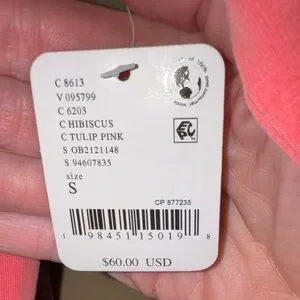 C 8613
V 095799
C 6203
C HIBISCUS
C TULIP PINK
S OB2121148
S 94607835
size
S
CP 877235
1 98451 15019 8
$60.00 USD